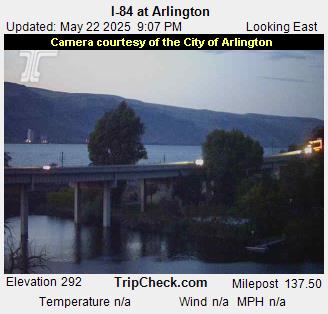 I-84 at Arlington
Updated: May 22 2025 9:07 PM Looking East
Camera courtesy of the City of Arlington
Elevation 292 TripCheck.com Milepost 137.50
Temperature n/a Wind n/a MPH n/a